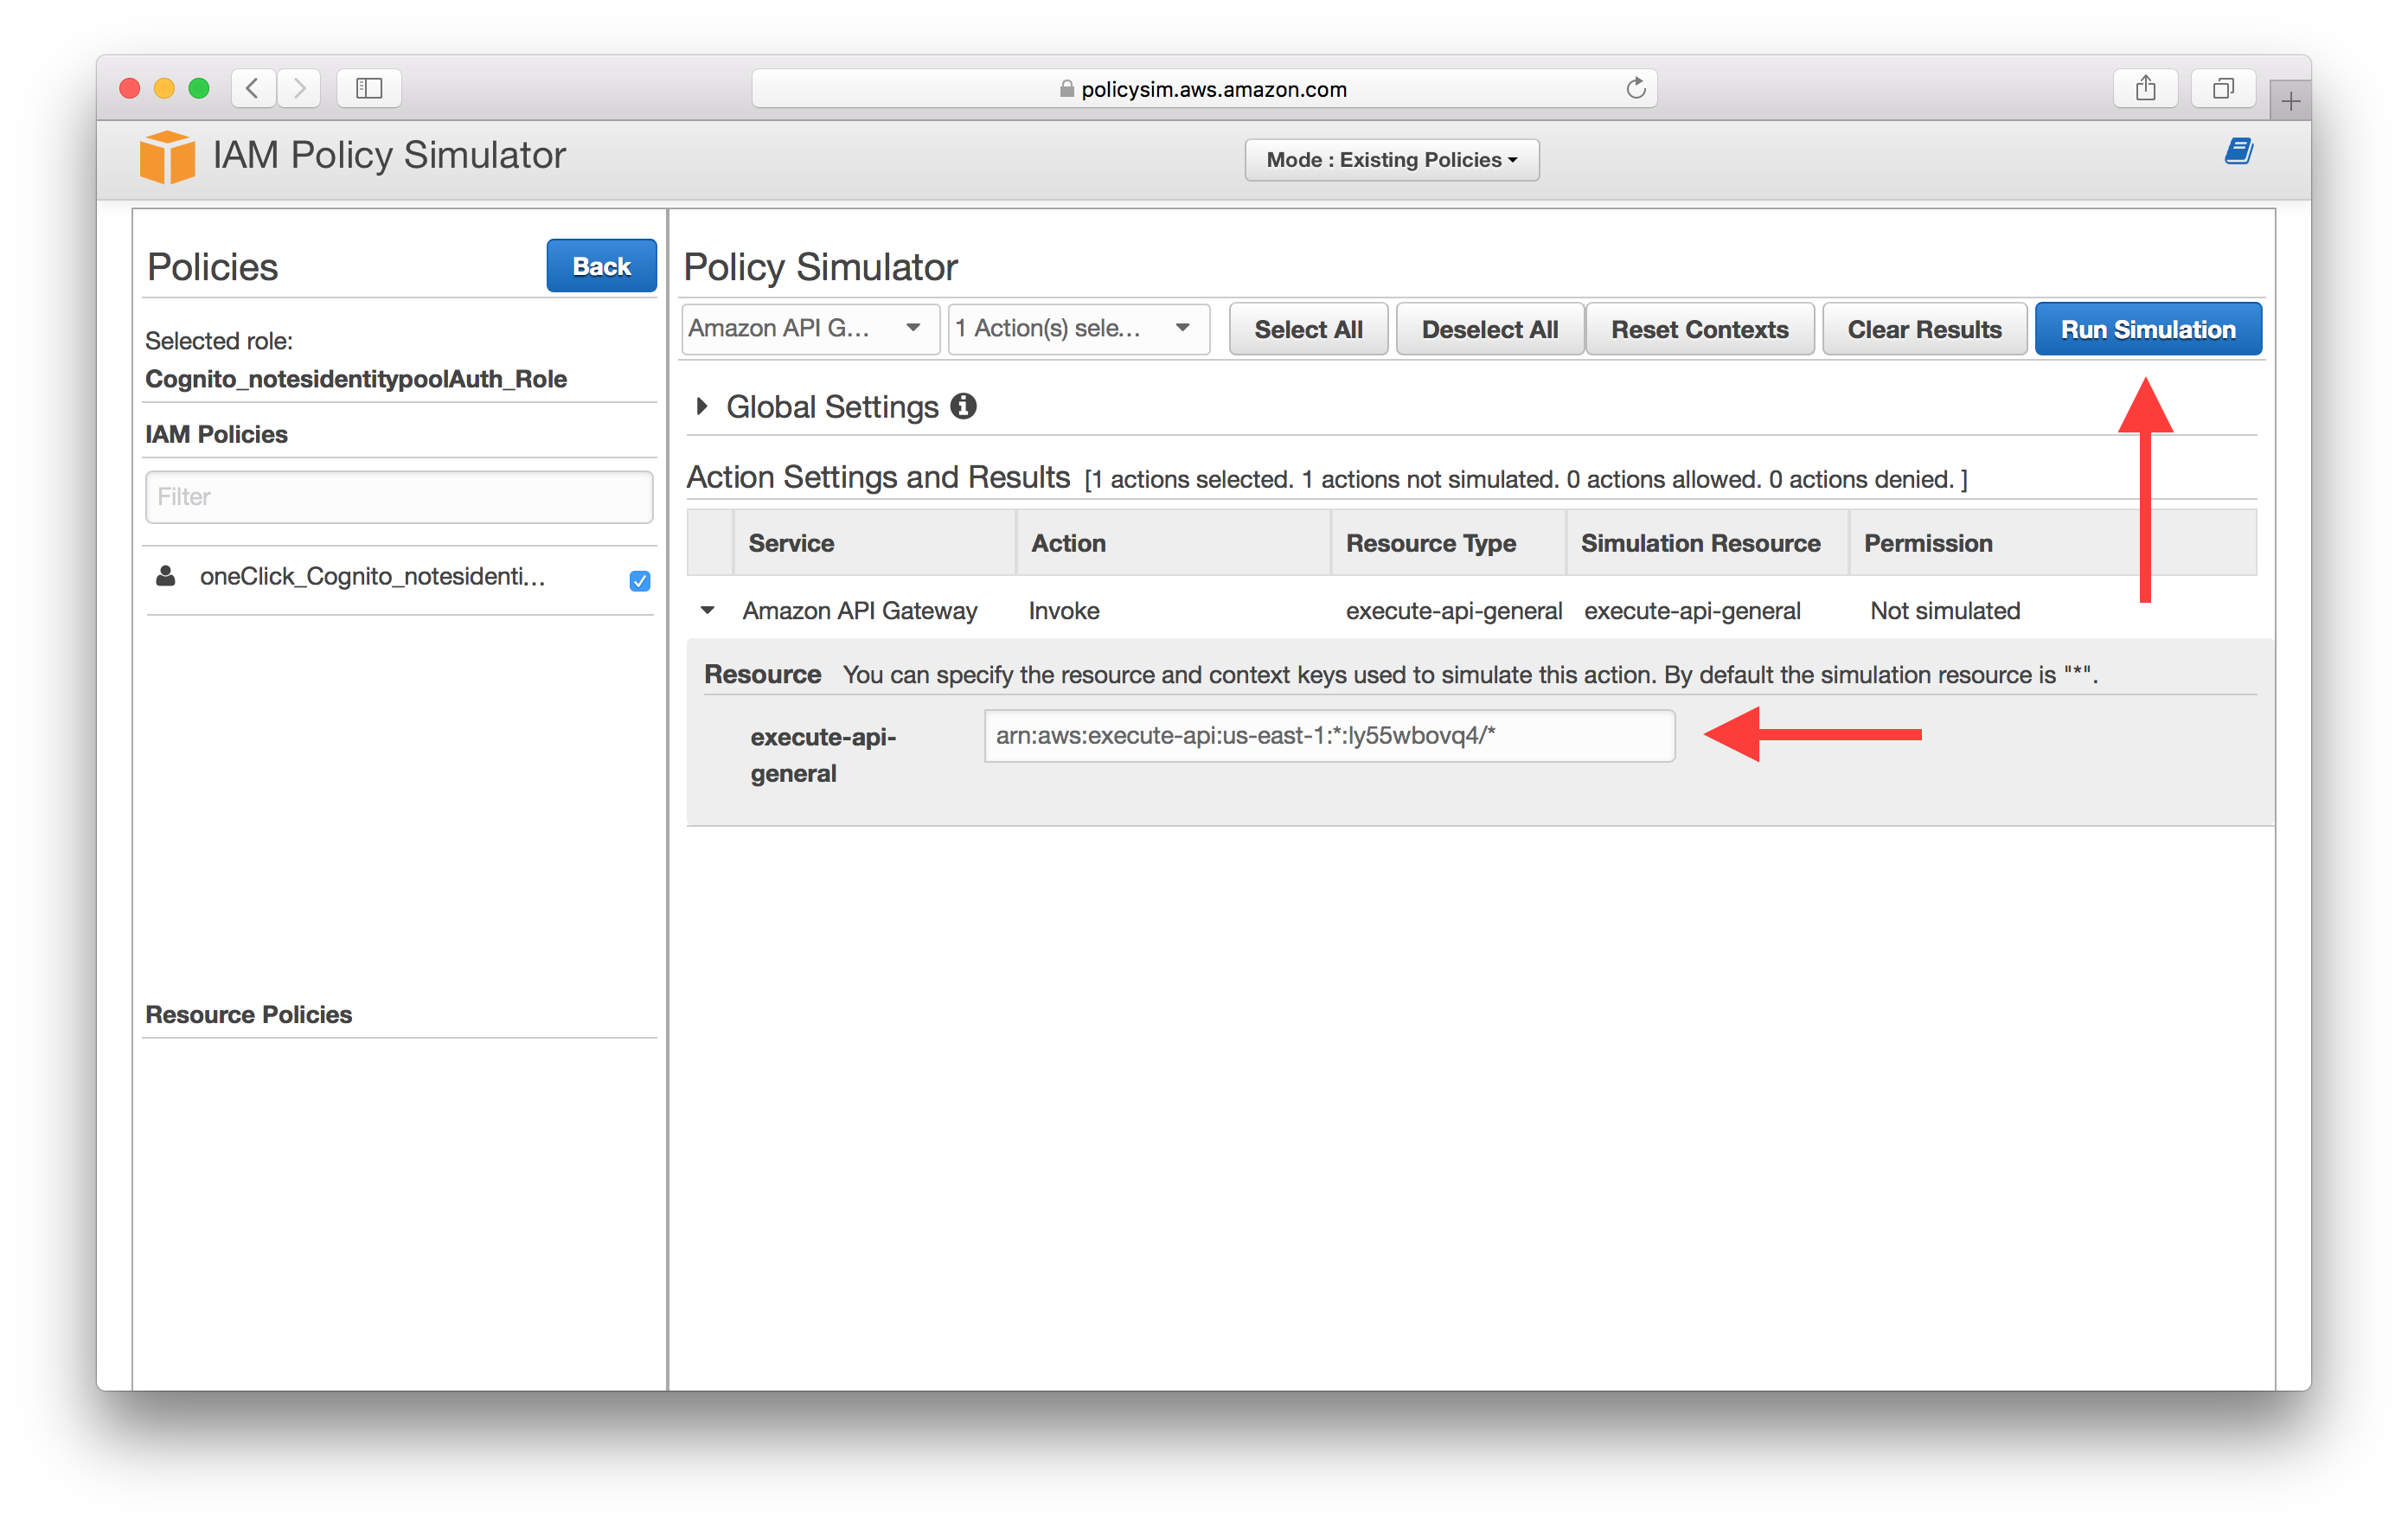 policysim.aws.amazon.com
IAM Policy Simulator
Mode : Existing Policies
Policies
Back
Selected role:
Cognito_notesidentitypoolAuth_Role
IAM Policies
Filter
oneClick_Cognito_notesidenti...
Resource Policies
Policy Simulator
Amazon API G...
1 Action(s) sele...
Select All
Deselect All
Reset Contexts
Clear Results
Run Simulation
Global Settings
Action Settings and Results [1 actions selected. 1 actions not simulated. 0 actions allowed. 0 actions denied. ]
Service Action Resource Type Simulation Resource Permission
Amazon API Gateway Invoke execute-api-general execute-api-general Not simulated
Resource You can specify the resource and context keys used to simulate this action. By default the simulation resource is "*".
execute-api-
general
arn:aws:execute-api:us-east-1:*:ly55wbovq4/*